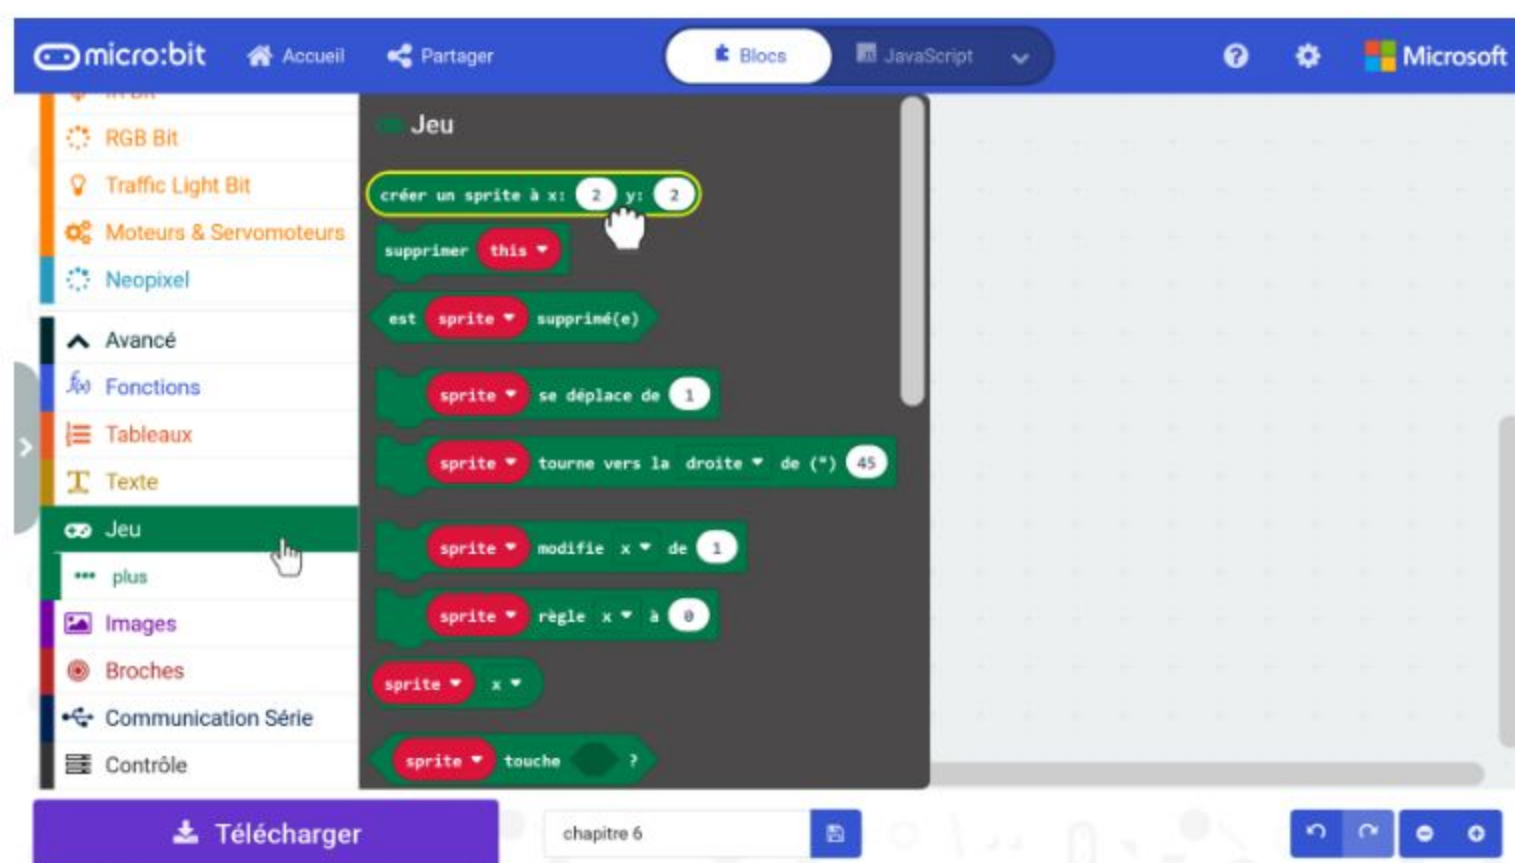 micro:bit Accueil Partager Blocs JavaScript Microsoft
RGB Bit
Traffic Light Bit
Moteurs & Servomoteurs
Neopixel
Avancé
Fonctions
Tableaux
Texte
Jeu
plus
Images
Broches
Communication Série
Contrôle
Jeu
créer un sprite à x: 2 y: 2
supprimer this
est sprite supprimé(e)
sprite se déplace de 1
sprite tourne vers la droite de (°) 45
sprite modifie x de 1
sprite règle x à 0
sprite x
sprite touche ?
Télécharger
chapitre 6